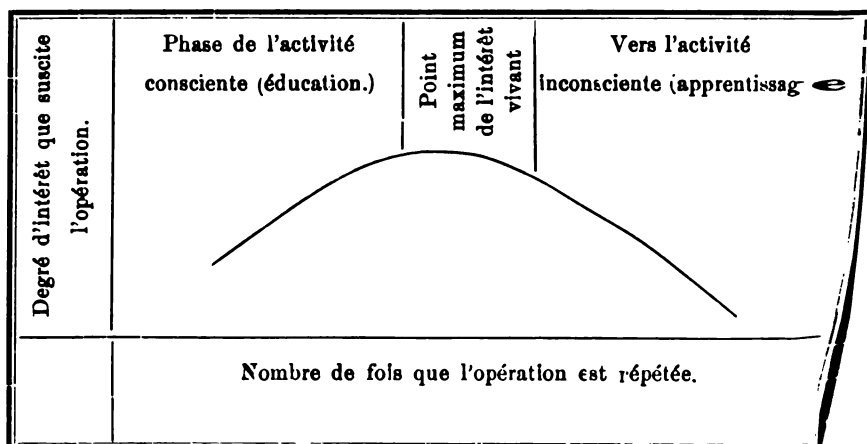 Degré d'intérêt que suscite
l'opération.
Phase de l'activité
consciente (éducation.)
Point
maximum
de l'intérêt
vivant
Vers l'activité
inconsciente (apprentissage
Nombre de fois que l'opération est répétée.